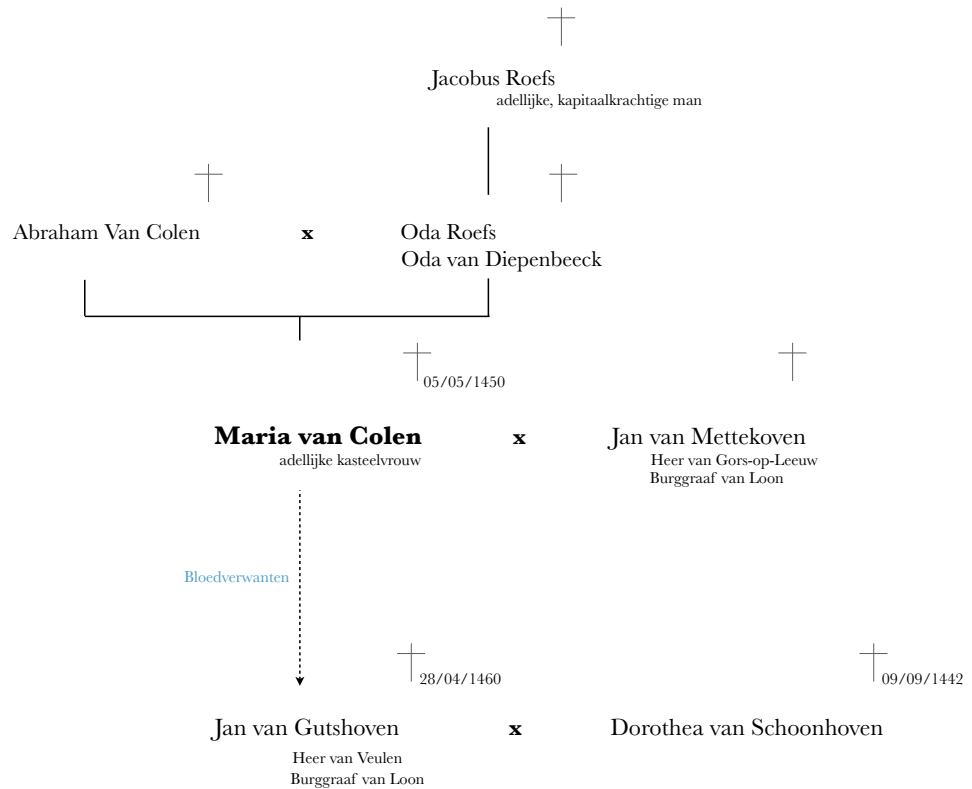 Jacobus Roefs
adellijke, kapitaalkrachtige man
Abraham Van Colen x Oda Roefs
Oda van Diepenbeeck
05/05/1450
Maria van Colen x Jan van Mettekoven
adellijke kasteelvrouw Heer van Gors-op-Leeuw
Burggraaf van Loon
Bloedverwanten
28/04/1460 09/09/1442
Jan van Gutshoven x Dorothea van Schoonhoven
Heer van Veulen
Burggraaf van Loon